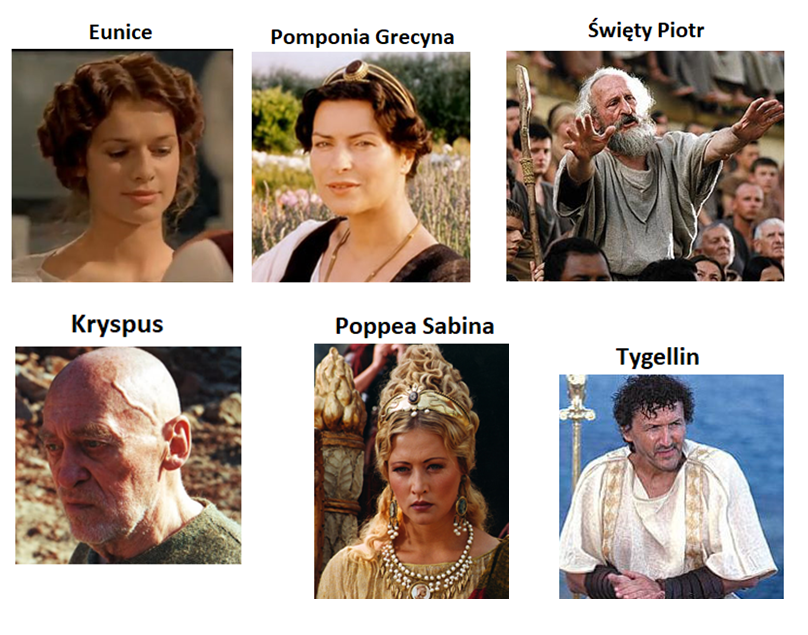 Eunice
Pomponia Grecyna
Święty Piotr
Kryspus
Poppea Sabina
Tygellin